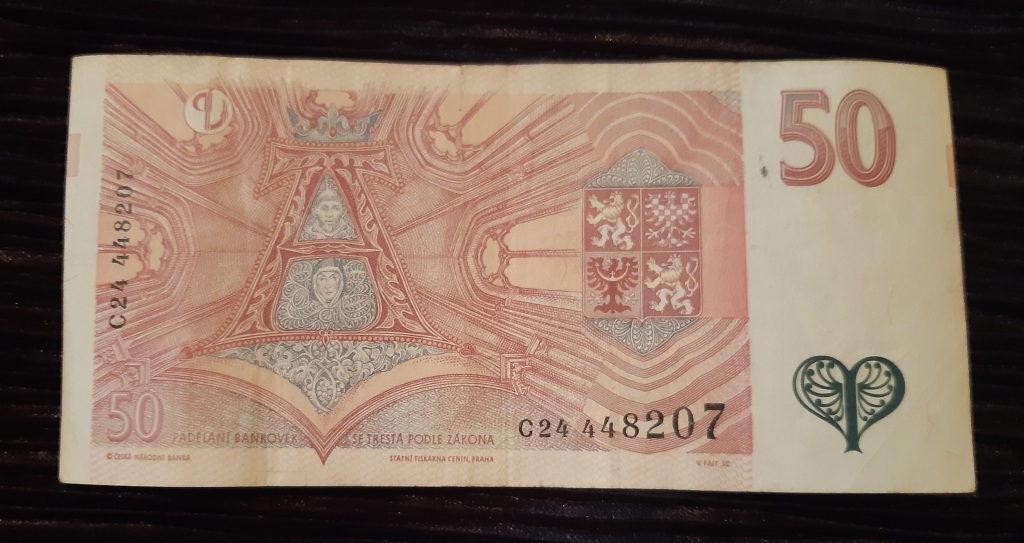 50
C24 448207
C24 448207
50
PADĚLÁNÍ BANKOVEK SE TRESTÁ PODLE ZÁKONA
© ČESKÁ NÁRODNÍ BANKA
STÁTNÍ TISKÁRNA CENIN, PRAHA